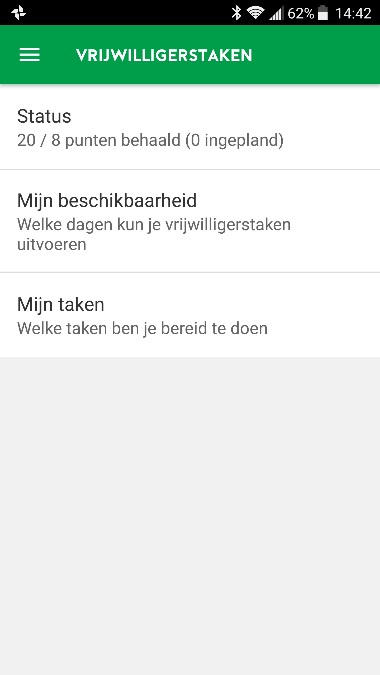 62% 14:42
VRIJWILLIGERSTAKEN
Status
20 / 8 punten behaald (0 ingepland)
Mijn beschikbaarheid
Welke dagen kun je vrijwilligerstaken
uitvoeren
Mijn taken
Welke taken ben je bereid te doen